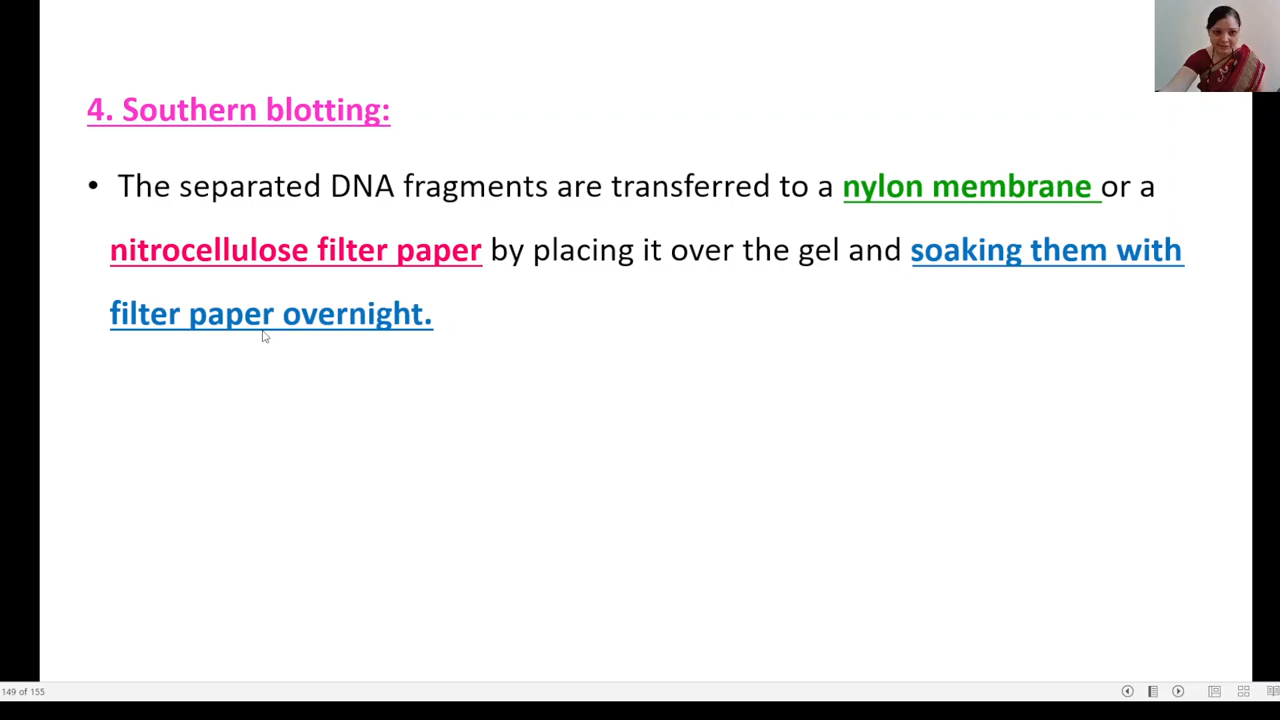 4. Southern blotting:
• The separated DNA fragments are transferred to a nylon membrane or a
nitrocellulose filter paper by placing it over the gel and soaking them with
filter paper overnight.
149 of 155